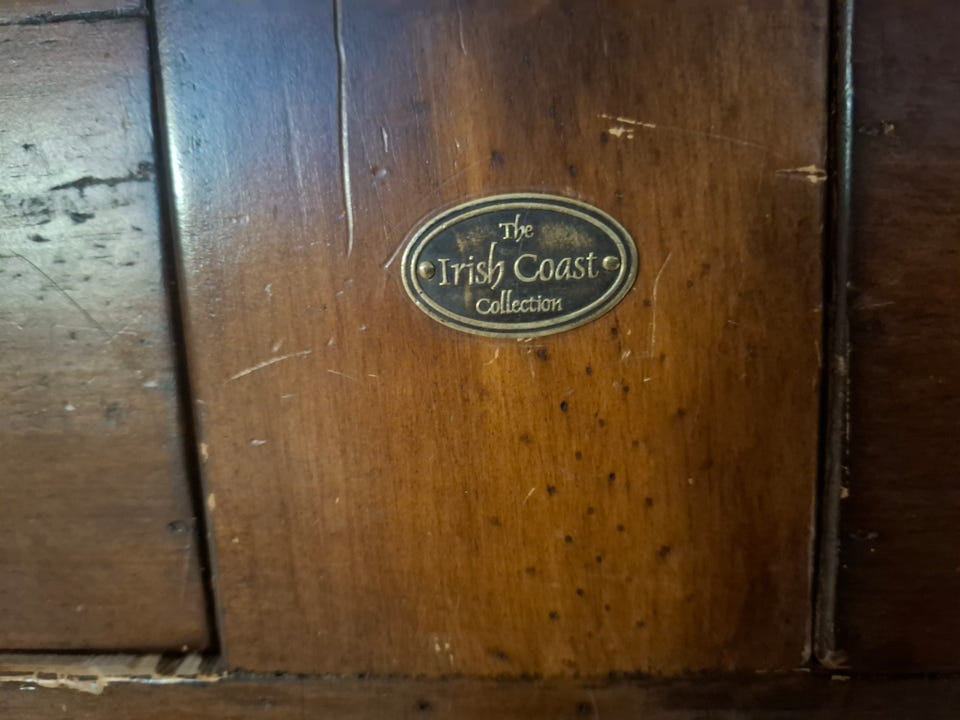 The
Irish Coast
Collection